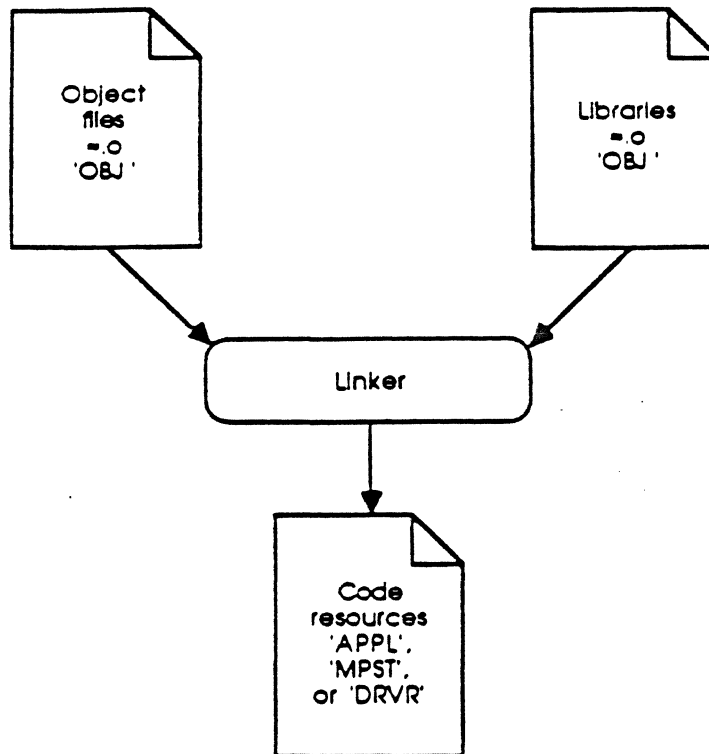 Object
files
≈.o
'OBJ '
Libraries
≈.o
'OBJ '
Linker
Code
resources
'APPL',
'MPST',
or 'DRVR'